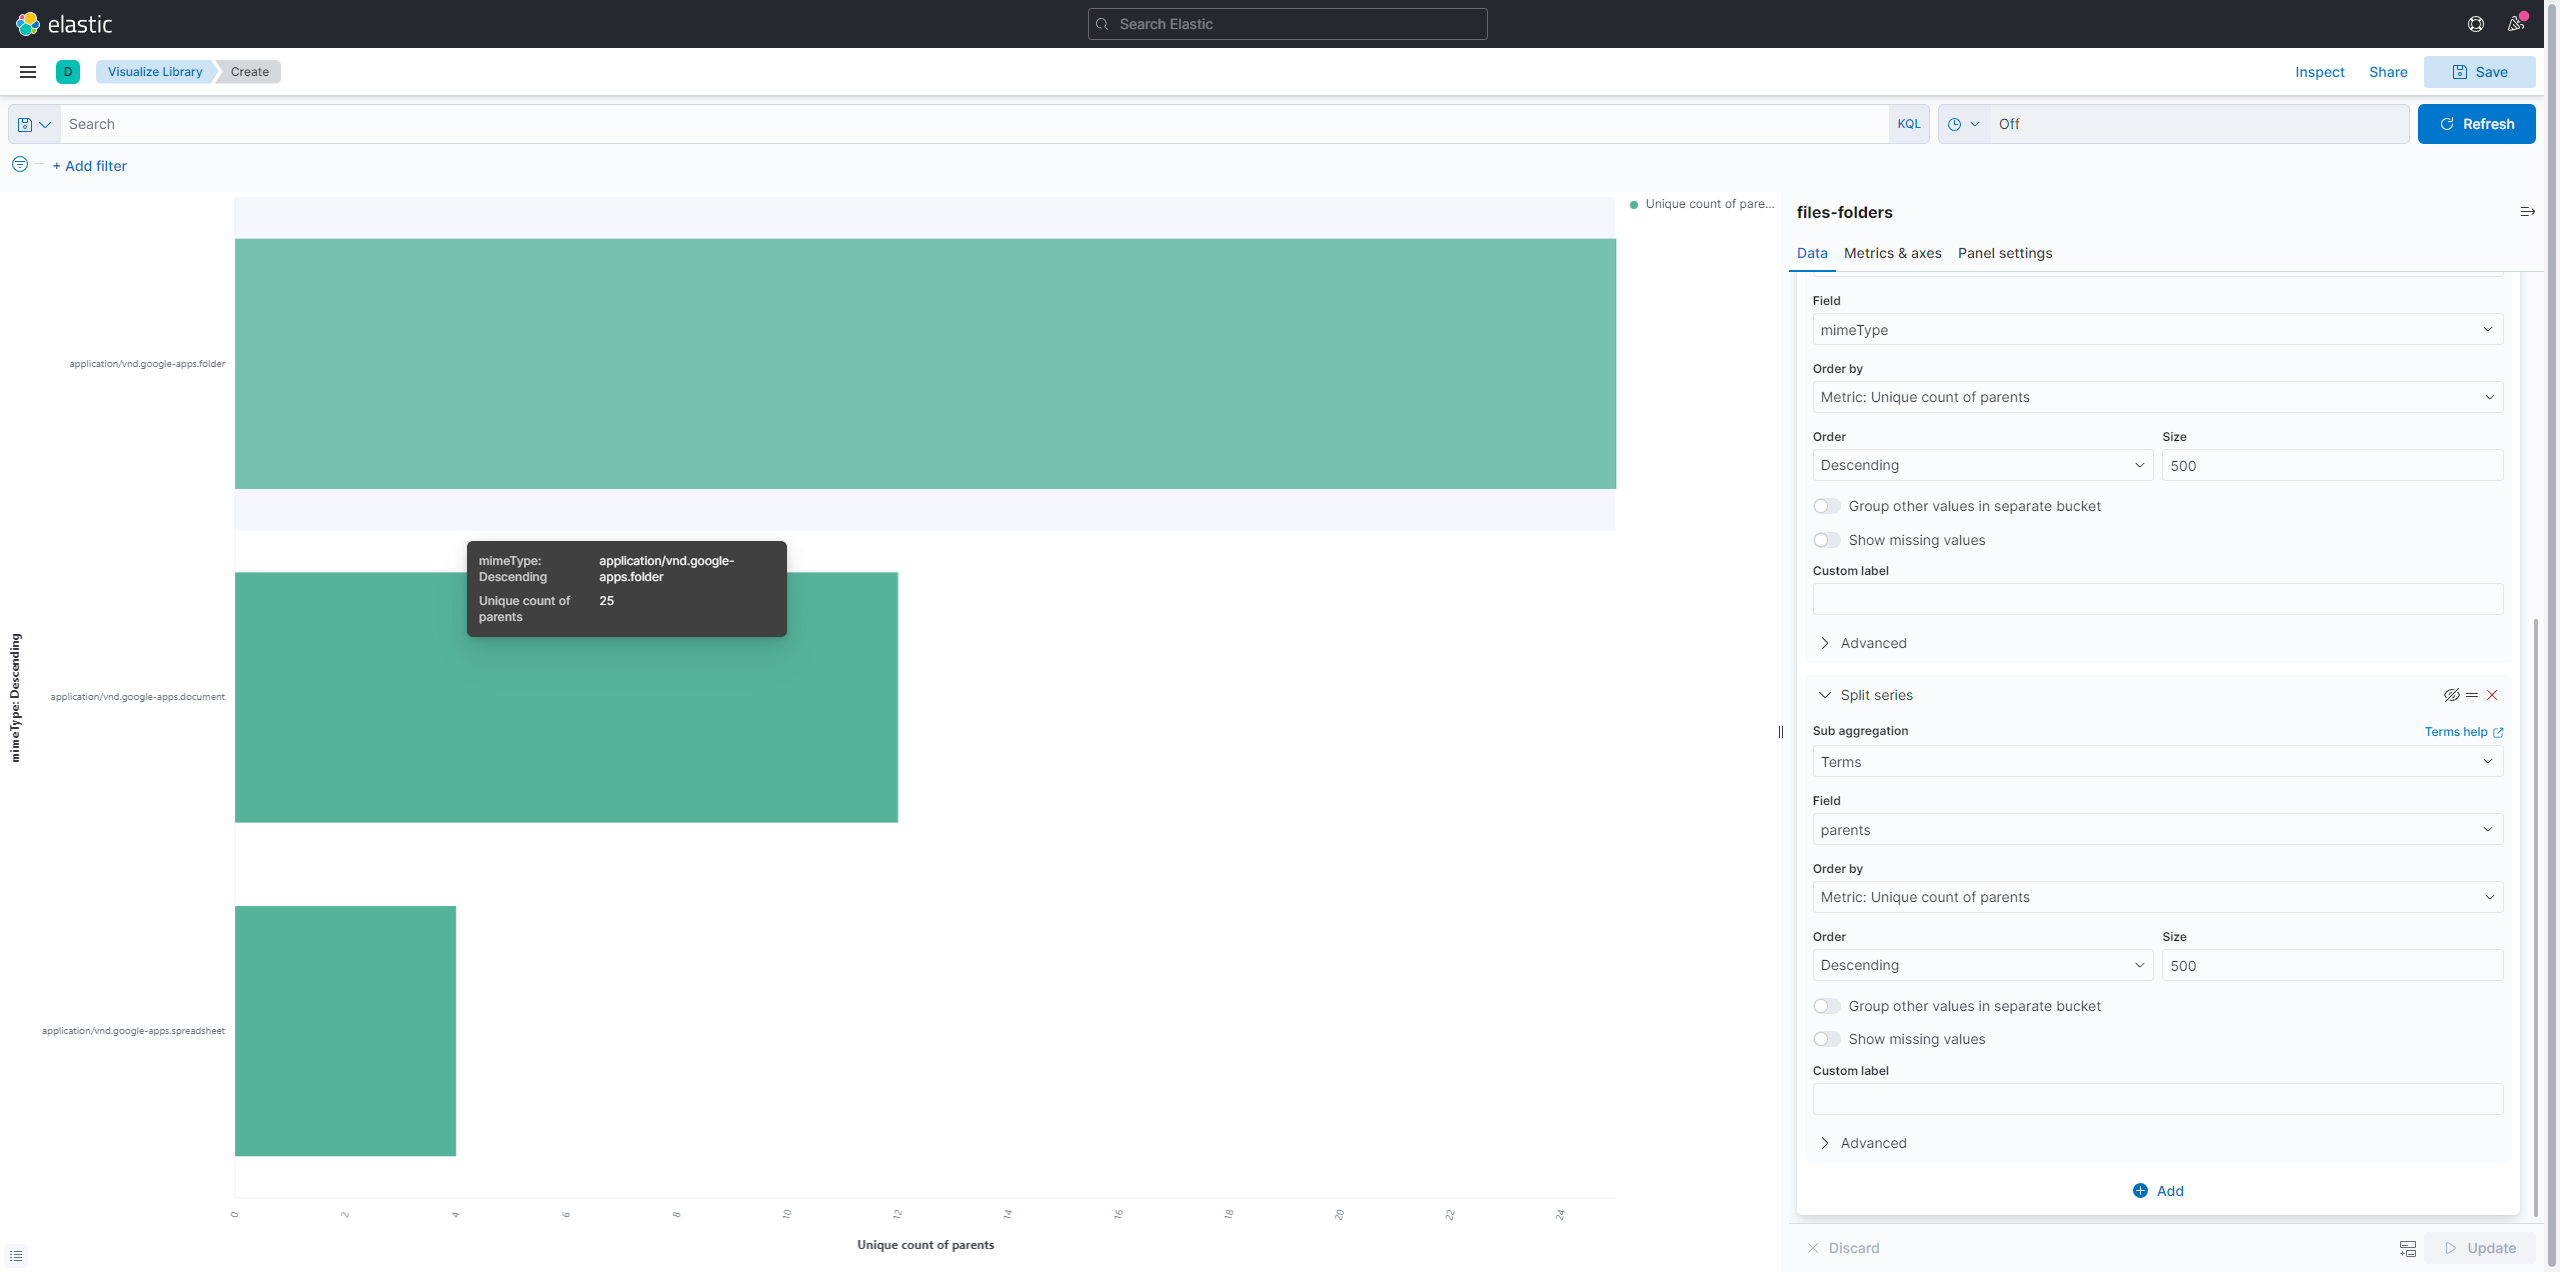 elastic
Search Elastic
D
Visualize Library
Create
Inspect
Share
Save
Search
KQL
Off
Refresh
+ Add filter
Unique count of pare...
application/vnd.google-apps.folder
mimeType: Descending
application/vnd.google-apps.folder
Unique count of parents
25
application/vnd.google-apps.document
mimeType: Descending
application/vnd.google-apps.spreadsheet
0 2 4 6 8 10 12 14 16 18 20 22 24
Unique count of parents
files-folders
Data
Metrics & axes
Panel settings
Field
mimeType
Order by
Metric: Unique count of parents
Order
Size
Descending
500
Group other values in separate bucket
Show missing values
Custom label
Advanced
Split series
Sub aggregation
Terms help
Terms
Field
parents
Order by
Metric: Unique count of parents
Order
Size
Descending
500
Group other values in separate bucket
Show missing values
Custom label
Advanced
Add
Discard
Update